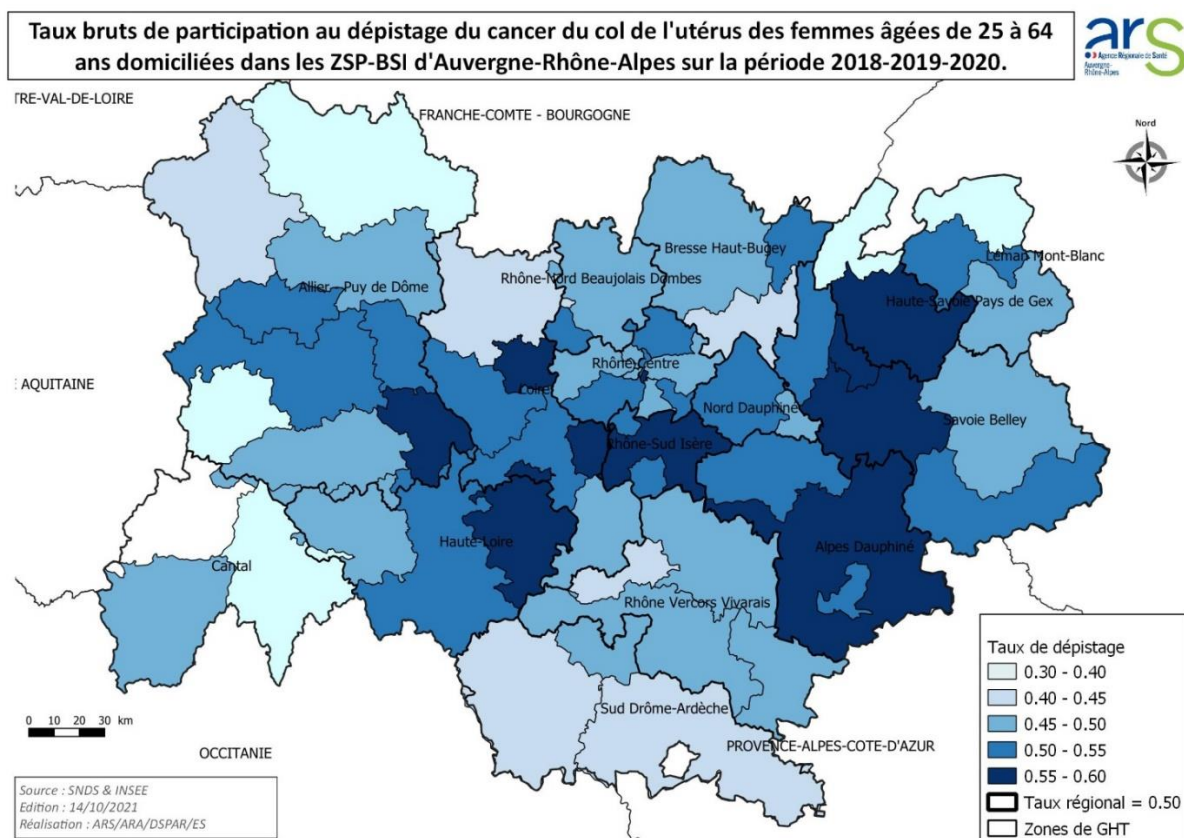 Taux bruts de participation au dépistage du cancer du col de l'utérus des femmes âgées de 25 à 64
ans domiciliées dans les ZSP-BSI d'Auvergne-Rhône-Alpes sur la période 2018-2019-2020.
ars
Agence Régionale de Santé
Auvergne-
Rhône-Alpes
TRE-VAL-DE-LOIRE
FRANCHE-COMTE - BOURGOGNE
Nord
Bresse Haut-Bugey
Léman Mont-Blanc
Rhône-Nord Beaujolais Dombes
Allier - Puy de Dôme
Haute-Savoie Pays de Gex
Rhône-Centre
AQUITAINE
Loire
Nord Dauphiné
Savoie Belley
Rhône-Sud Isère
Haute-Loire
Alpes Dauphiné
Cantal
Rhône Vercors Vivarais
Sud Drôme-Ardèche
PROVENCE-ALPES-COTE-D'AZUR
OCCITANIE
0 10 20 30 km
Taux de dépistage
0.30 - 0.40
0.40 - 0.45
0.45 - 0.50
0.50 - 0.55
0.55 - 0.60
Taux régional = 0.50
Zones de GHT
Source : SNDS & INSEE
Edition : 14/10/2021
Réalisation : ARS/ARA/DSPAR/ES